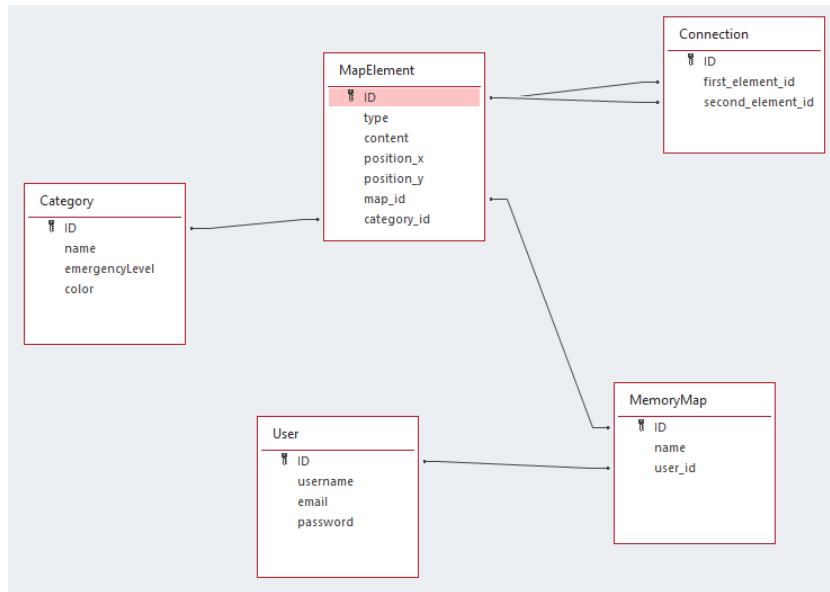 Connection
ID
first_element_id
second_element_id
MapElement
ID
type
content
position_x
position_y
map_id
category_id
Category
ID
name
emergencyLevel
color
MemoryMap
ID
name
user_id
User
ID
username
email
password